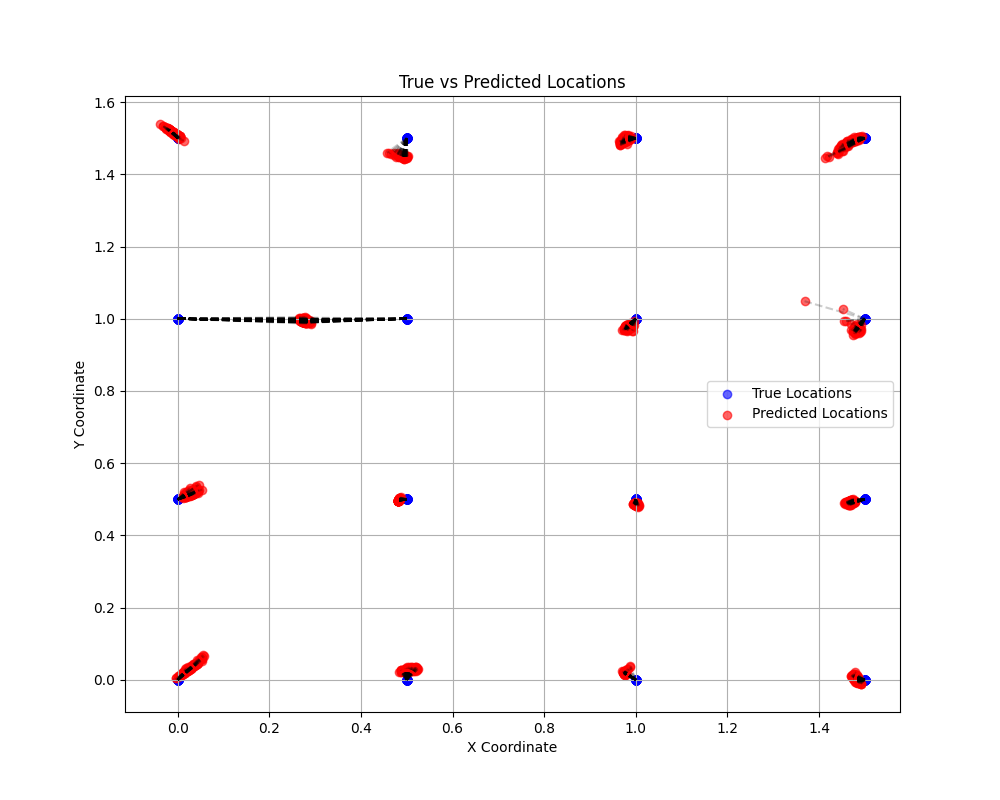 True vs Predicted Locations
1.6
1.4
1.2
1.0
0.8
0.6
0.4
0.2
0.0
Y Coordinate
True Locations
Predicted Locations
0.0 0.2 0.4 0.6 0.8 1.0 1.2 1.4
X Coordinate